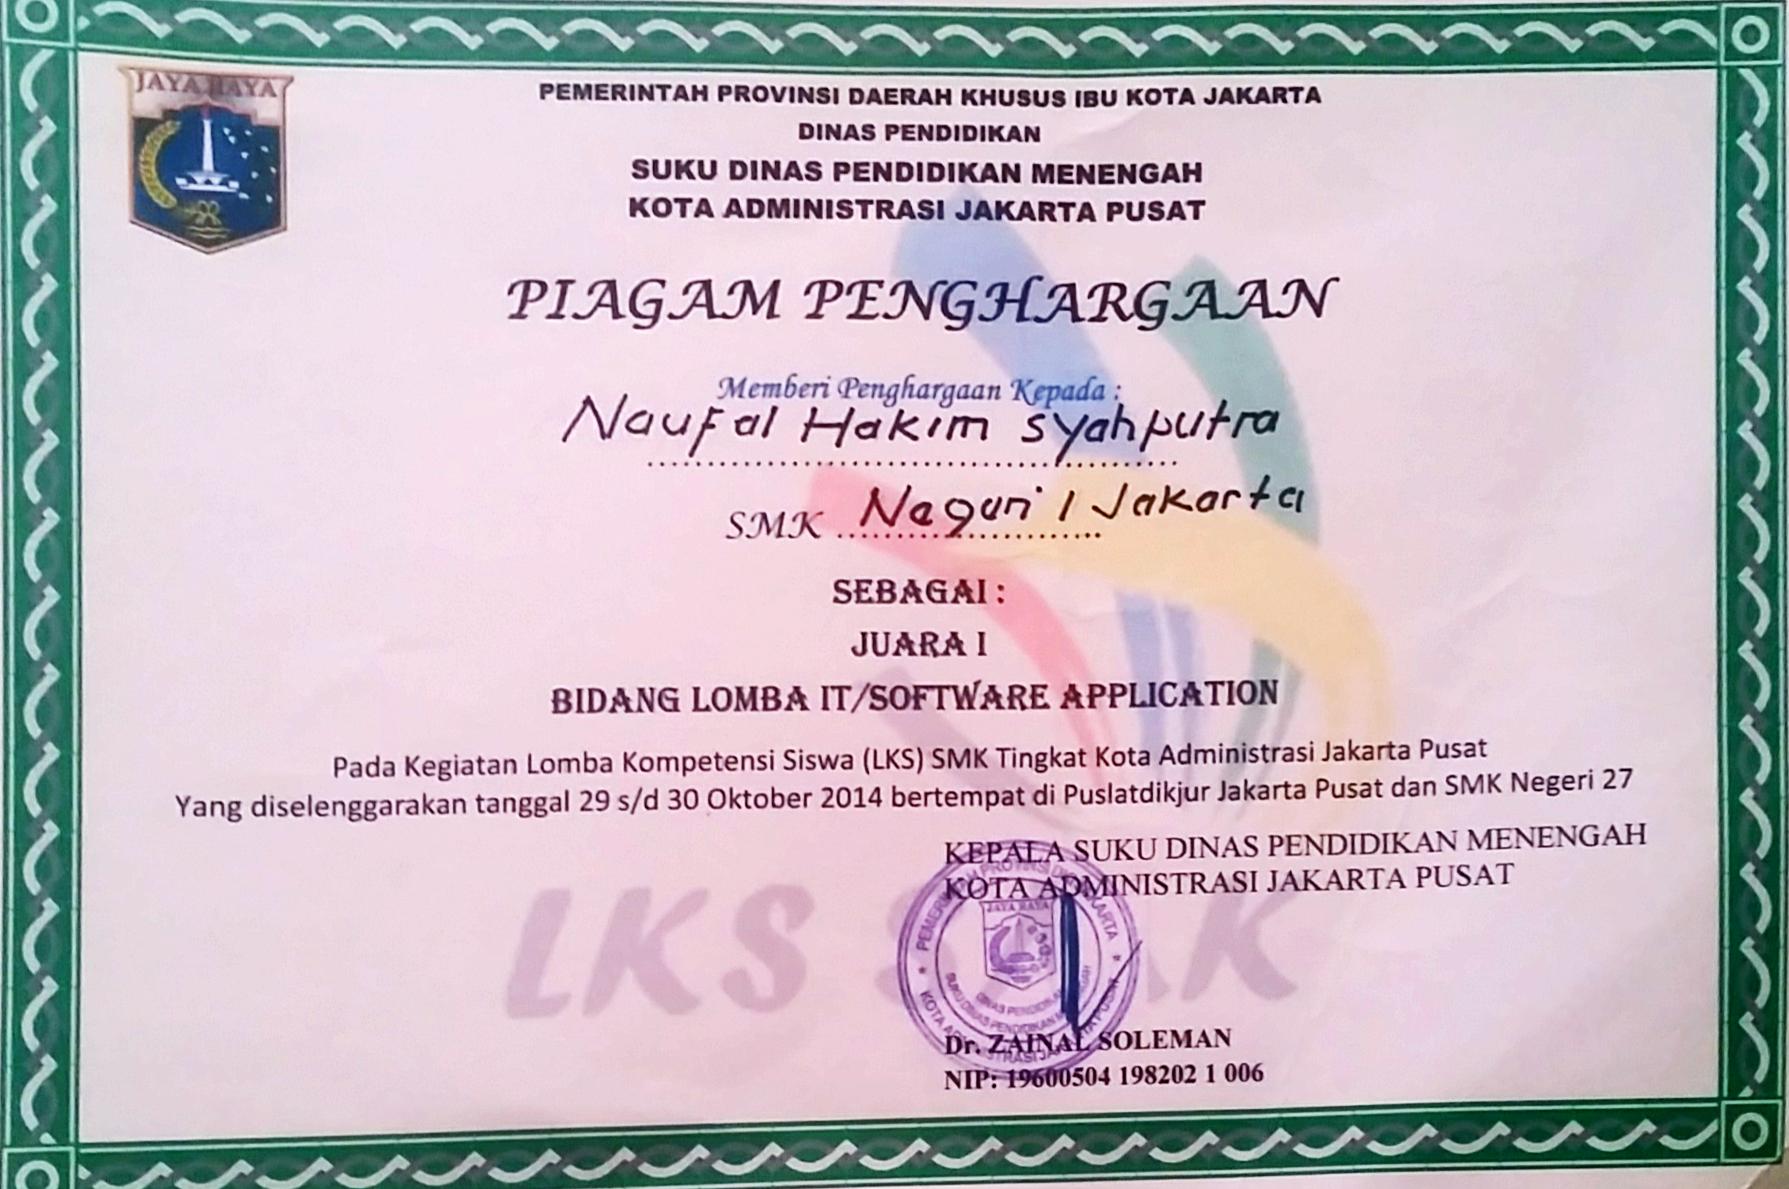 JAYA RAYA
PEMERINTAH PROVINSI DAERAH KHUSUS IBU KOTA JAKARTA
DINAS PENDIDIKAN
SUKU DINAS PENDIDIKAN MENENGAH
KOTA ADMINISTRASI JAKARTA PUSAT
PIAGAM PENGHARGAAN
Memberi Penghargaan Kepada :
Naufal Hakim Syahputra
SMK Negeri 1 Jakarta
SEBAGAI :
JUARA I
BIDANG LOMBA IT/SOFTWARE APPLICATION
Pada Kegiatan Lomba Kompetensi Siswa (LKS) SMK Tingkat Kota Administrasi Jakarta Pusat
Yang diselenggarakan tanggal 29 s/d 30 Oktober 2014 bertempat di Puslatdikjur Jakarta Pusat dan SMK Negeri 27
KEPALA SUKU DINAS PENDIDIKAN MENENGAH
KOTA ADMINISTRASI JAKARTA PUSAT
LKS SMK
JAYA RAYA
Dr. ZAINAL SOLEMAN
NIP: 19600504 198202 1 006